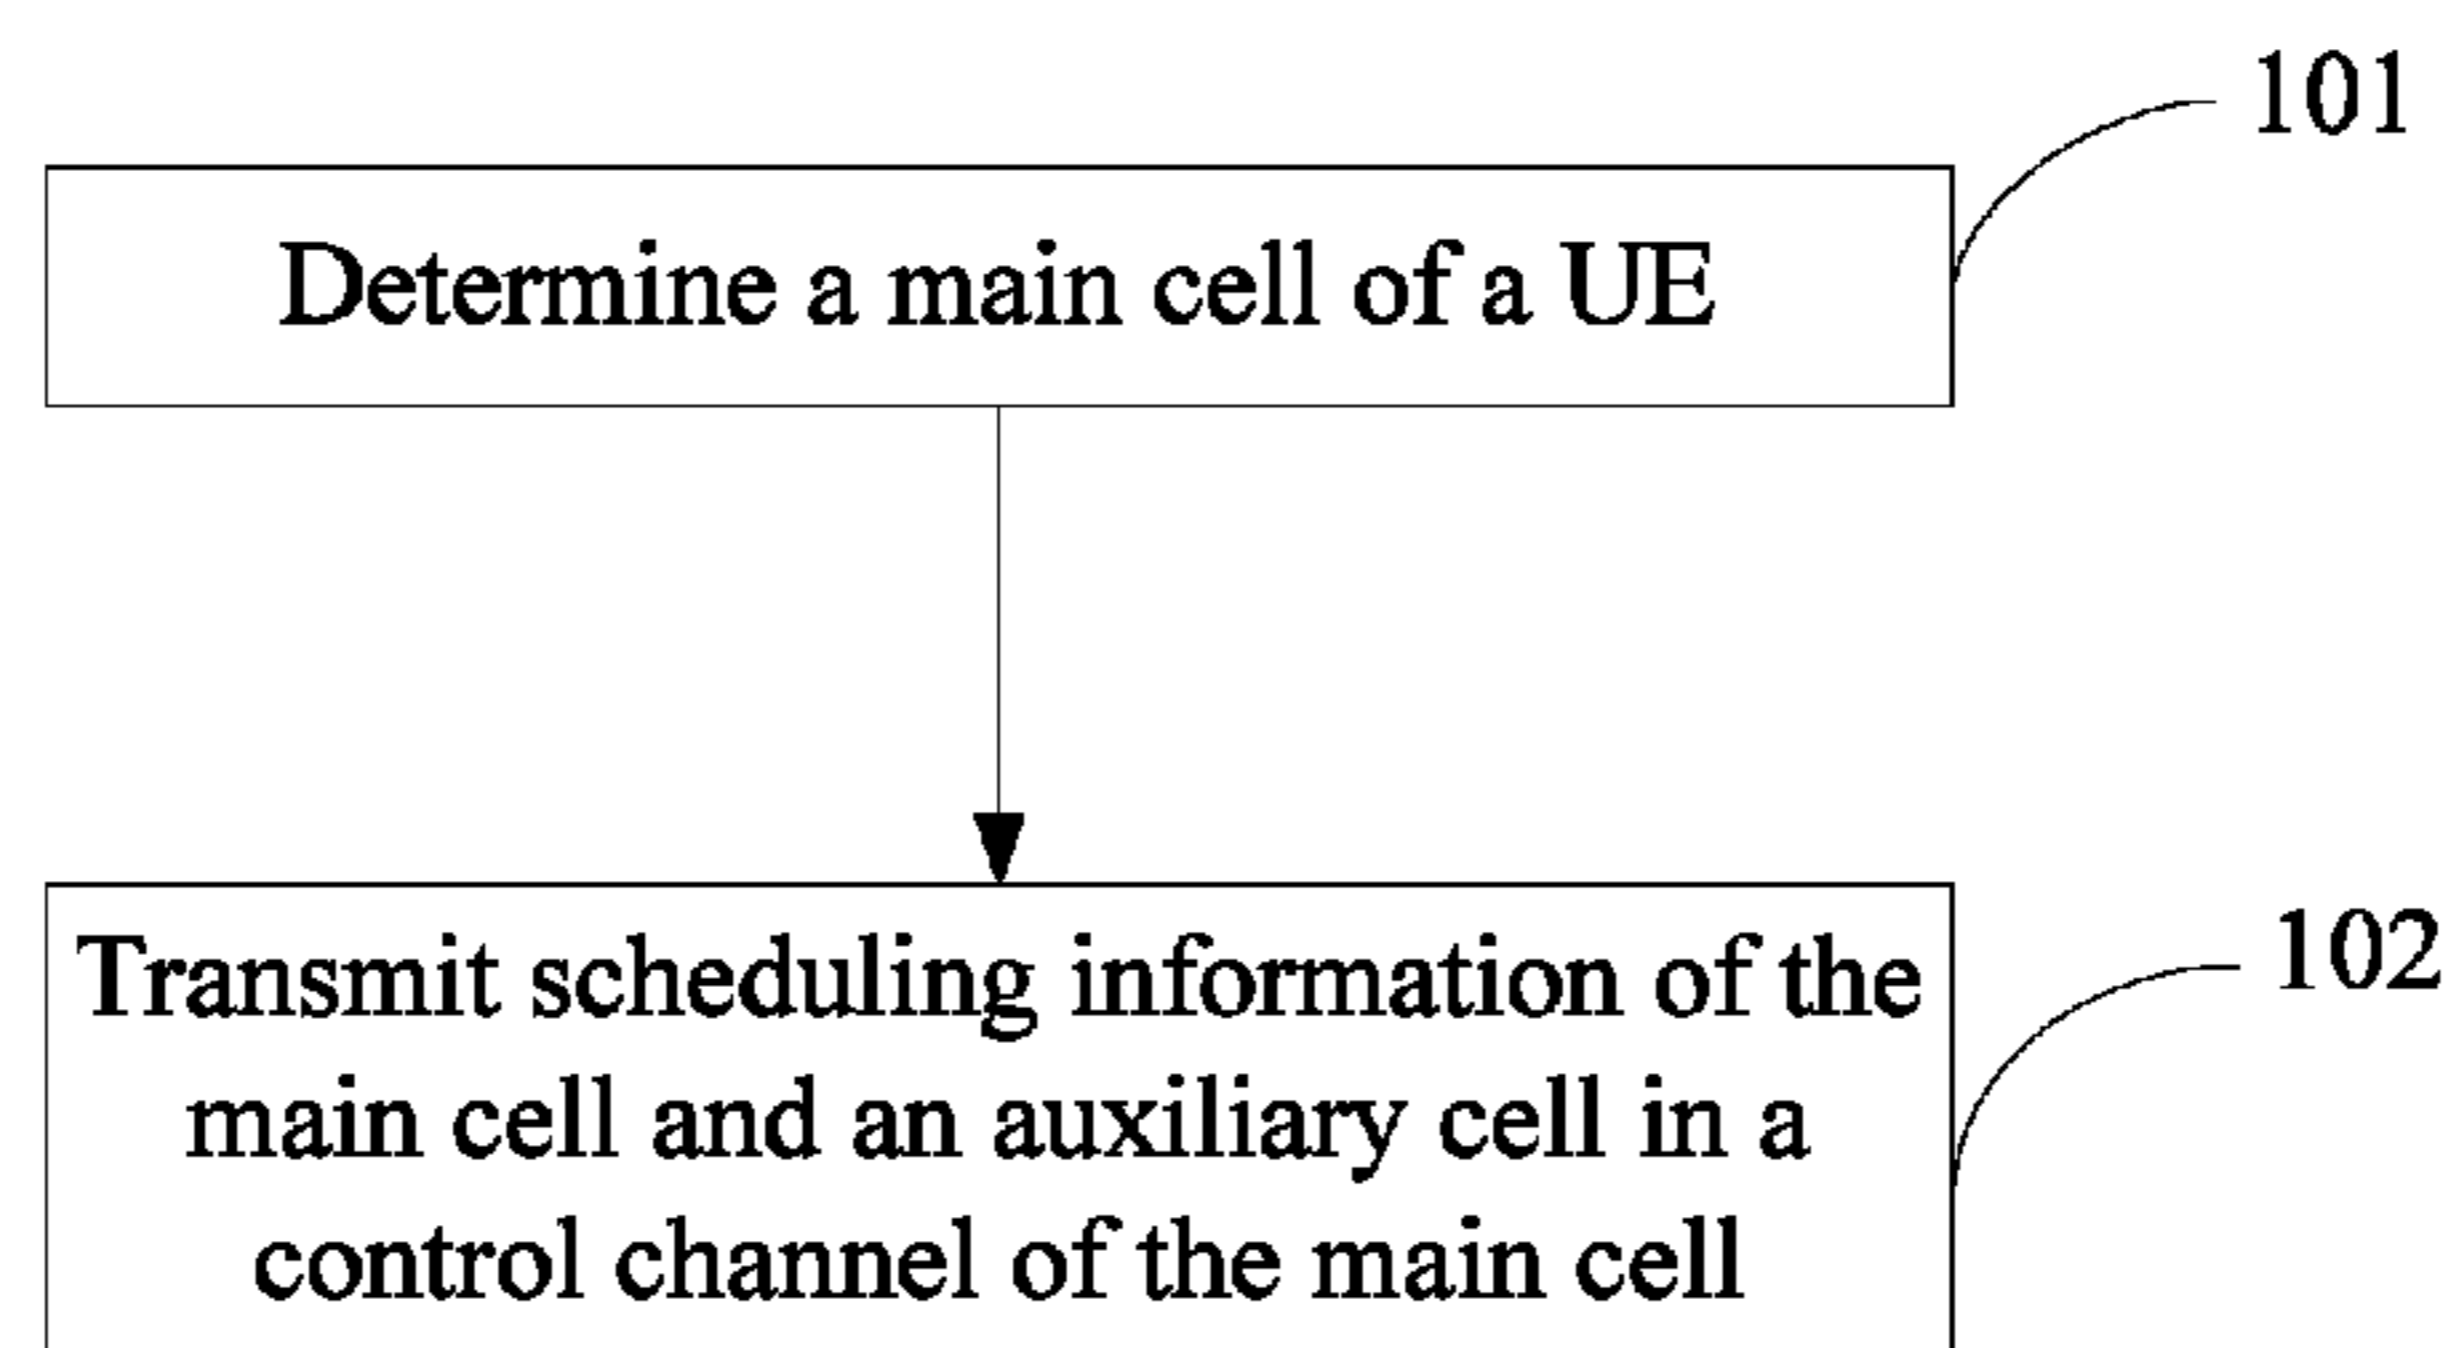 101
Determine a main cell of a UE
102
Transmit scheduling information of the
main cell and an auxiliary cell in a
control channel of the main cell